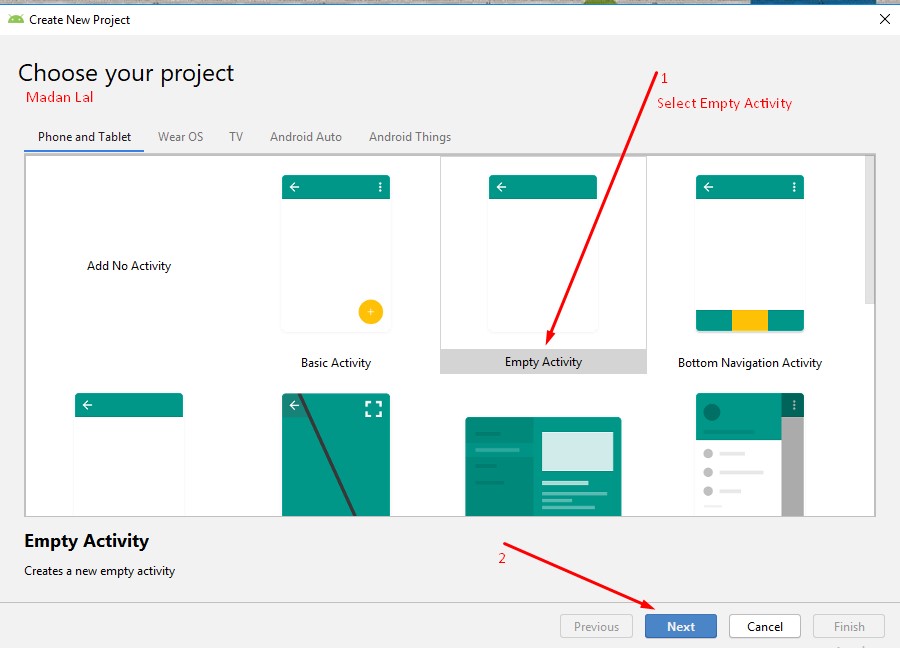 Create New Project
Choose your project
Madan Lal
1
Select Empty Activity
Phone and Tablet Wear OS TV Android Auto Android Things
Add No Activity
Basic Activity Empty Activity Bottom Navigation Activity
Empty Activity
Creates a new empty activity
2
Previous Next Cancel Finish